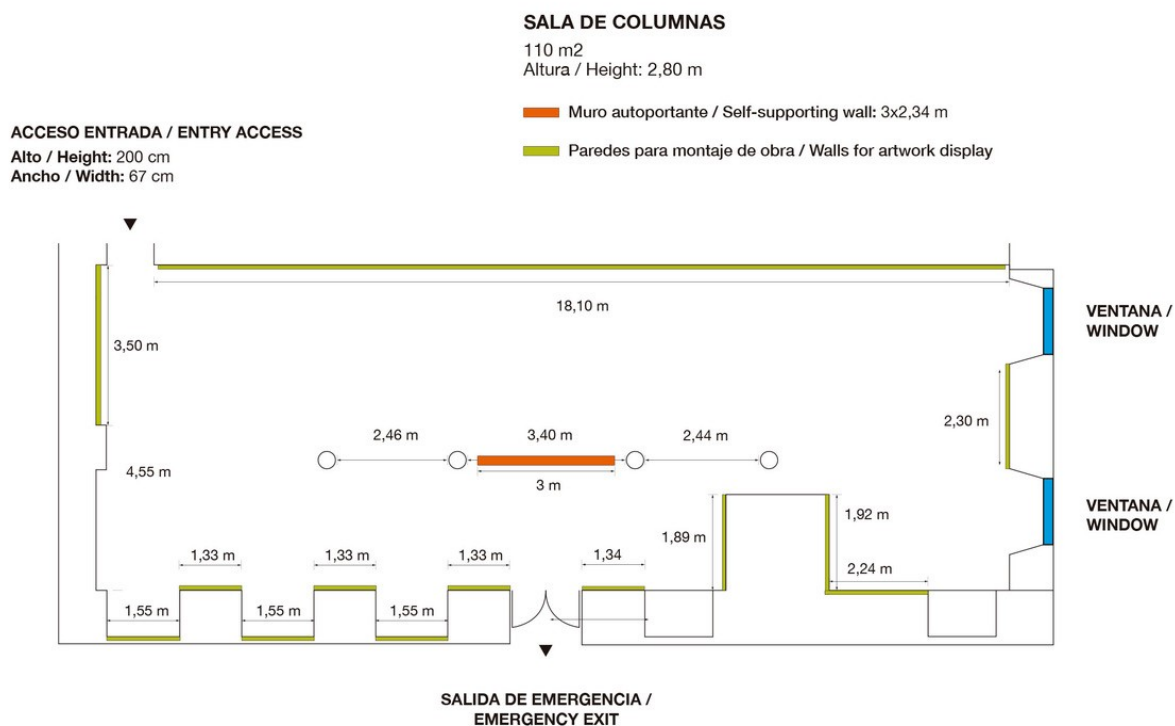 SALA DE COLUMNAS
110 m2
Altura / Height: 2,80 m
Muro autoportante / Self-supporting wall: 3x2,34 m
Paredes para montaje de obra / Walls for artwork display
ACCESO ENTRADA / ENTRY ACCESS
Alto / Height: 200 cm
Ancho / Width: 67 cm
18,10 m
VENTANA /
WINDOW
3,50 m
2,30 m
2,46 m
3,40 m
2,44 m
4,55 m
3 m
VENTANA /
WINDOW
1,89 m
1,92 m
1,33 m
1,33 m
1,33 m
1,34
2,24 m
1,55 m
1,55 m
1,55 m
SALIDA DE EMERGENCIA /
EMERGENCY EXIT